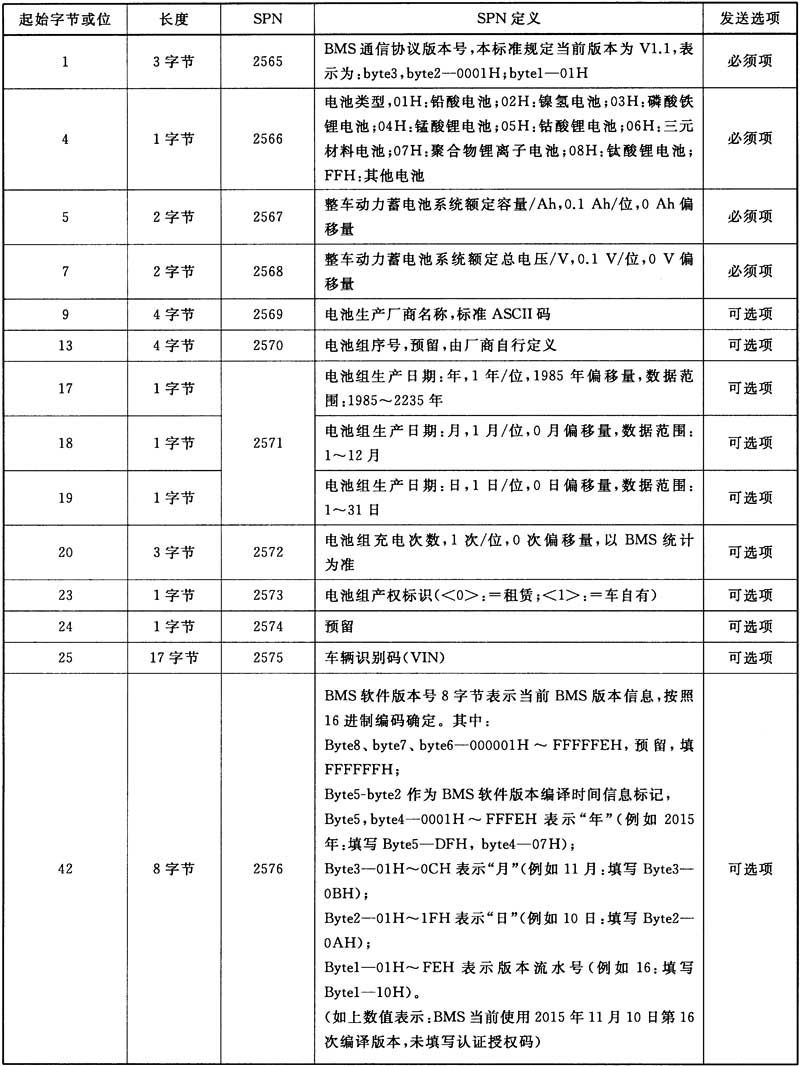 起始字节或位 长度 SPN SPN 定义 发送选项
1 3 字节 2565 BMS 通信协议版本号,本标准规定当前版本为 V1.1,表
示为:byte3,byte2—0001H;byte1—01H 必须项
4 1 字节 2566 电池类型,01H:铅酸电池;02H:镍氢电池;03H:磷酸铁
锂电池;04H:锰酸锂电池;05H:钴酸锂电池;06H:三元
材料电池;07H:聚合物锂离子电池;08H:钛酸锂电池;
FFH:其他电池 必须项
5 2 字节 2567 整车动力蓄电池系统额定容量/Ah,0.1 Ah/位,0 Ah 偏
移量 必须项
7 2 字节 2568 整车动力蓄电池系统额定总电压/V,0.1 V/位,0 V 偏
移量 必须项
9 4 字节 2569 电池生产厂商名称,标准 ASCII 码 可选项
13 4 字节 2570 电池组序号,预留,由厂商自行定义 可选项
17 1 字节 电池组生产日期:年,1 年/位,1985 年偏移量,数据范
围:1985～2235 年 可选项
18 1 字节 2571 电池组生产日期:月,1 月/位,0 月偏移量,数据范围:
1～12 月 可选项
19 1 字节 电池组生产日期:日,1 日/位,0 日偏移量,数据范围:
1～31 日 可选项
20 3 字节 2572 电池组充电次数,1 次/位,0 次偏移量,以 BMS 统计
为准 可选项
23 1 字节 2573 电池组产权标识(<0>:=租赁;<1>:=车自有) 可选项
24 1 字节 2574 预留 可选项
25 17 字节 2575 车辆识别码(VIN) 可选项
42 8 字节 2576 BMS 软件版本号 8 字节表示当前 BMS 版本信息,按照
16 进制编码确定。其中:
Byte8、byte7、byte6—000001H～FFFFFEH,预留,填
FFFFFFH;
Byte5-byte2 作为 BMS 软件版本编译时间信息标记,
Byte5,byte4—0001H～FFFEH 表示“年”(例如 2015
年:填写 Byte5—DFH, byte4—07H);
Byte3—01H～0CH 表示“月”(例如 11 月:填写 Byte3—
0BH);
Byte2—01H～1FH 表示“日”(例如 10 日:填写 Byte2—
0AH);
Byte1—01H～FEH 表示版本流水号(例如 16:填写
Byte1—10H)。
(如上数值表示:BMS 当前使用 2015 年 11 月 10 日第 16
次编译版本,未填写认证授权码) 可选项